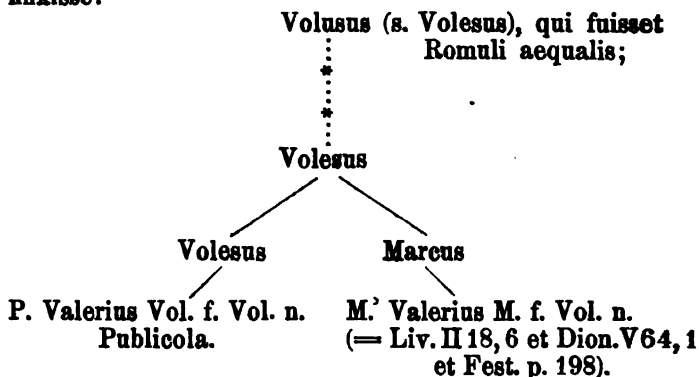 Volusus (s. Volesus), qui fuisset
Romuli aequalis;
*
*
Volesus
Volesus Marcus
P. Valerius Vol. f. Vol. n. M.' Valerius M. f. Vol. n.
Publicola. (= Liv. II 18, 6 et Dion. V 64, 1
et Fest. p. 198).